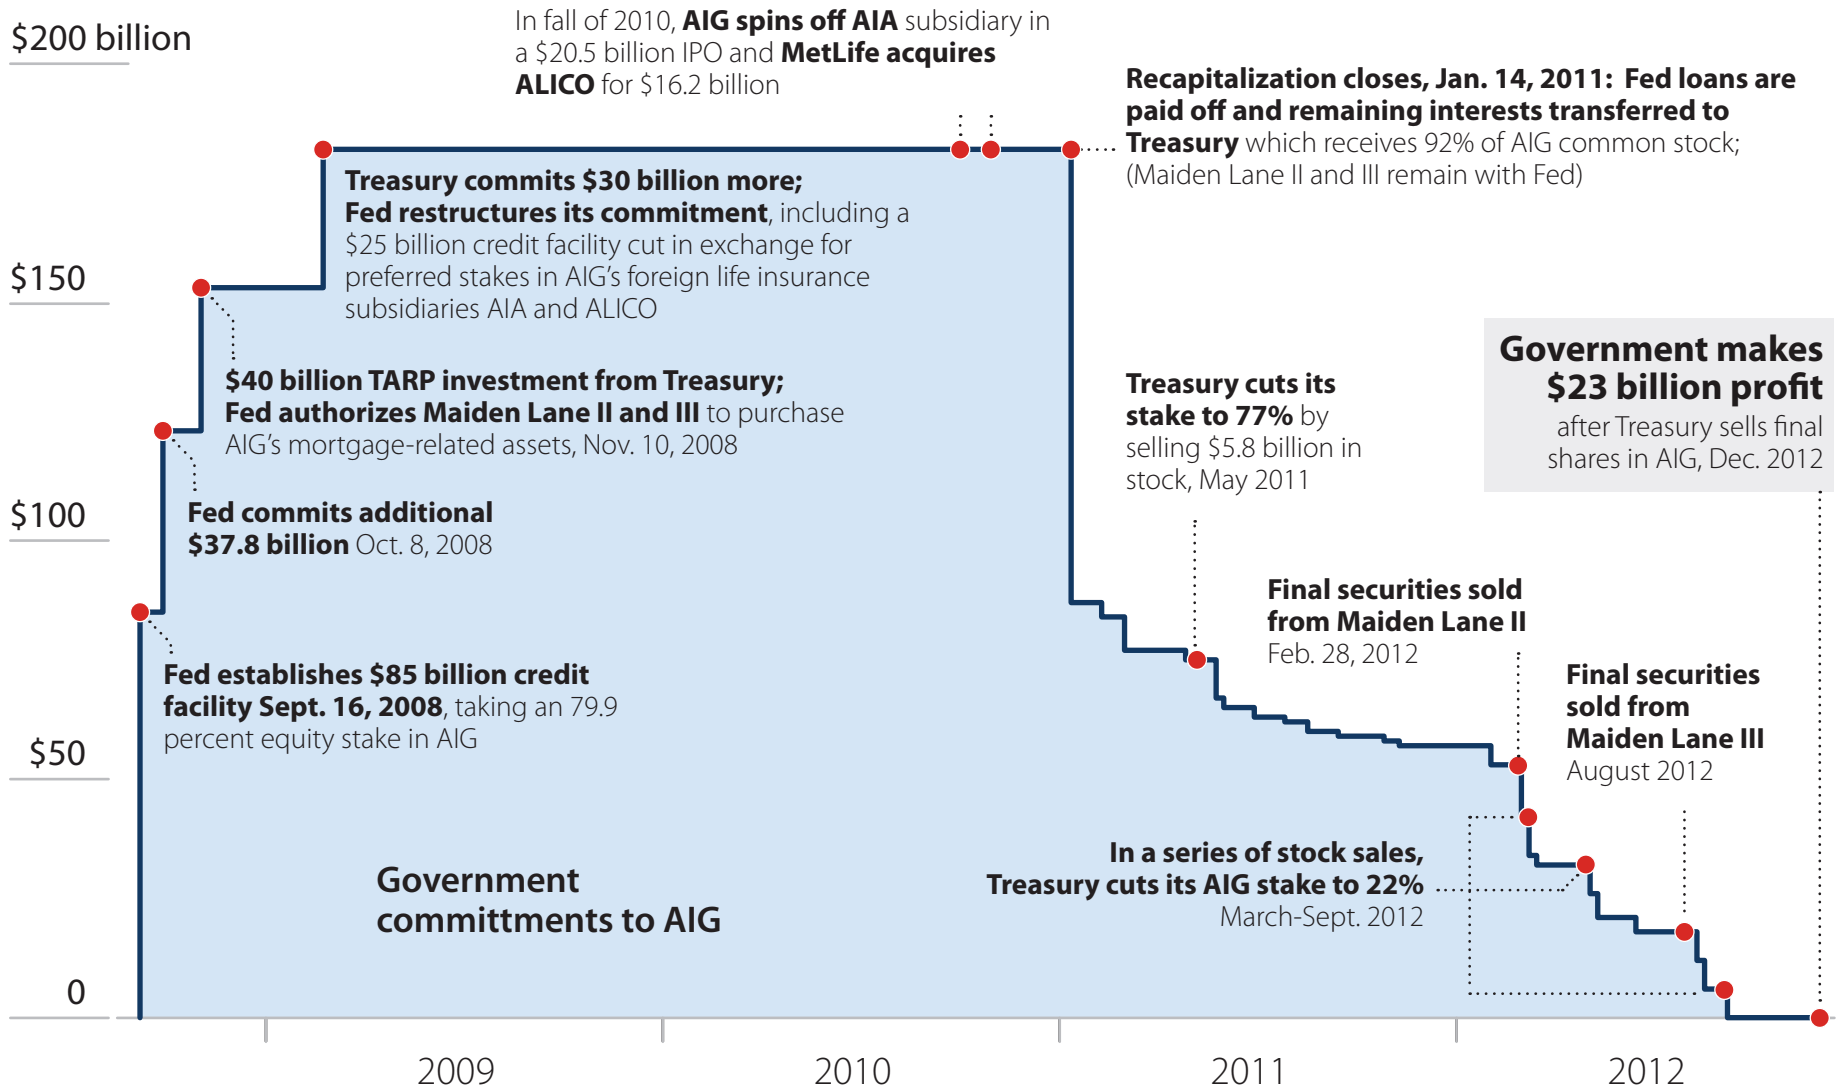 $200 billion
In fall of 2010, AIG spins off AIA subsidiary in
a $20.5 billion IPO and MetLife acquires
ALICO for $16.2 billion
Recapitalization closes, Jan. 14, 2011: Fed loans are
paid off and remaining interests transferred to
Treasury which receives 92% of AIG common stock;
(Maiden Lane II and III remain with Fed)
Treasury commits $30 billion more;
Fed restructures its commitment, including a
$25 billion credit facility cut in exchange for
preferred stakes in AIG's foreign life insurance
subsidiaries AIA and ALICO
$150
$40 billion TARP investment from Treasury;
Fed authorizes Maiden Lane II and III to purchase
AIG's mortgage-related assets, Nov. 10, 2008
Treasury cuts its
stake to 77% by
selling $5.8 billion in
stock, May 2011
Government makes
$23 billion profit
after Treasury sells final
shares in AIG, Dec. 2012
$100
Fed commits additional
$37.8 billion Oct. 8, 2008
Final securities sold
from Maiden Lane II
Feb. 28, 2012
Fed establishes $85 billion credit
facility Sept. 16, 2008, taking an 79.9
percent equity stake in AIG
Final securities
sold from
Maiden Lane III
August 2012
$50
In a series of stock sales,
Treasury cuts its AIG stake to 22%
March-Sept. 2012
Government
committments to AIG
0
2009
2010
2011
2012